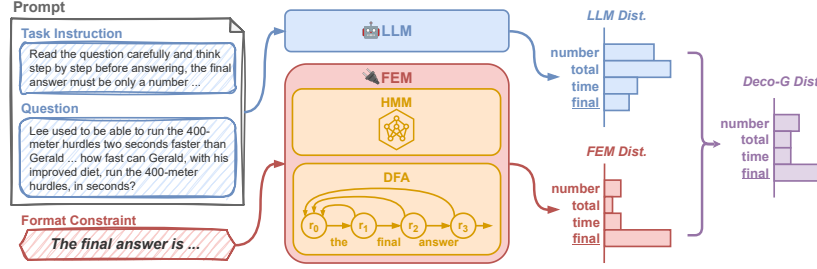 Prompt
Task Instruction
Read the question carefully and think
step by step before answering, the final
answer must be only a number ...
Question
Lee used to be able to run the 400-
meter hurdles two seconds faster than
Gerald ... how fast can Gerald, with his
improved diet, run the 400-meter
hurdles, in seconds?
Format Constraint
The final answer is ...
LLM
FEM
HMM
DFA
r0 r1 r2 r3
the final answer
LLM Dist.
number
total
time
final
FEM Dist.
number
total
time
final
Deco-G Dist
number
total
time
final